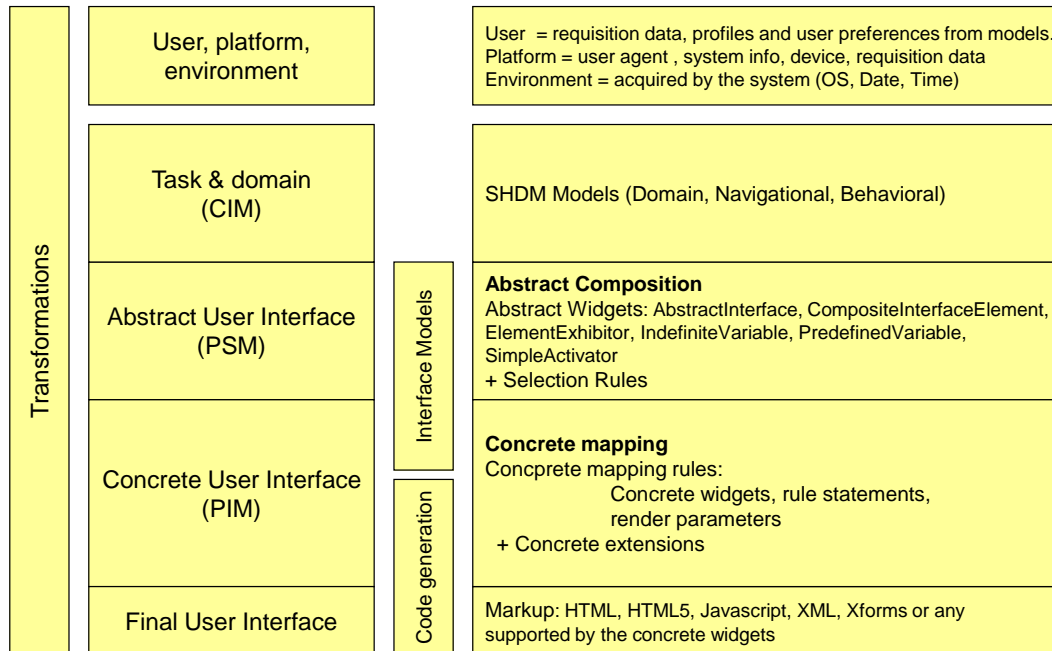 Transformations
User, platform,
environment
User = requisition data, profiles and user preferences from models.
Platform = user agent , system info, device, requisition data
Environment = acquired by the system (OS, Date, Time)
Task & domain
(CIM)
SHDM Models (Domain, Navigational, Behavioral)
Abstract User Interface
(PSM)
Interface Models
Abstract Composition
Abstract Widgets: AbstractInterface, CompositeInterfaceElement,
ElementExhibitor, IndefiniteVariable, PredefinedVariable,
SimpleActivator
+ Selection Rules
Concrete User Interface
(PIM)
Concrete mapping
Concprete mapping rules:
Concrete widgets, rule statements,
render parameters
+ Concrete extensions
Code generation
Final User Interface
Markup: HTML, HTML5, Javascript, XML, Xforms or any
supported by the concrete widgets